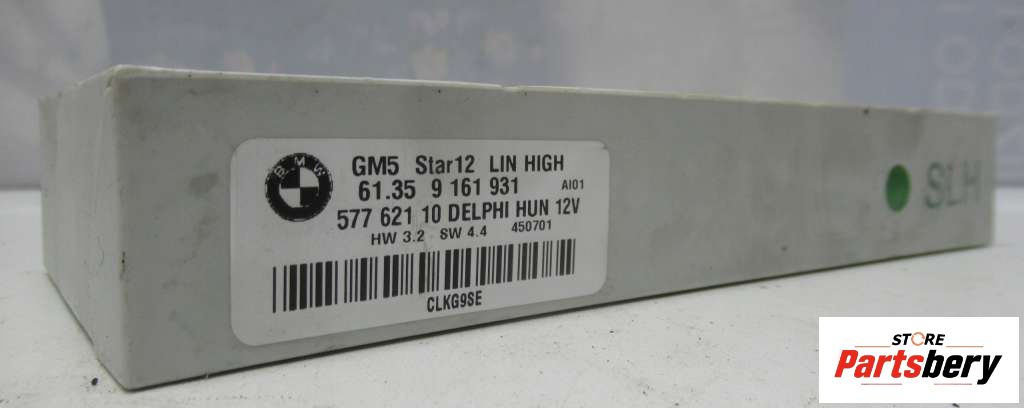 BMW
GM5 Star12 LIN HIGH
61.35 9 161 931 AI01
577 621 10 DELPHI HUN 12V
HW 3.2 SW 4.4 450701
CLKG9SE
SLH
STORE
Partsbery